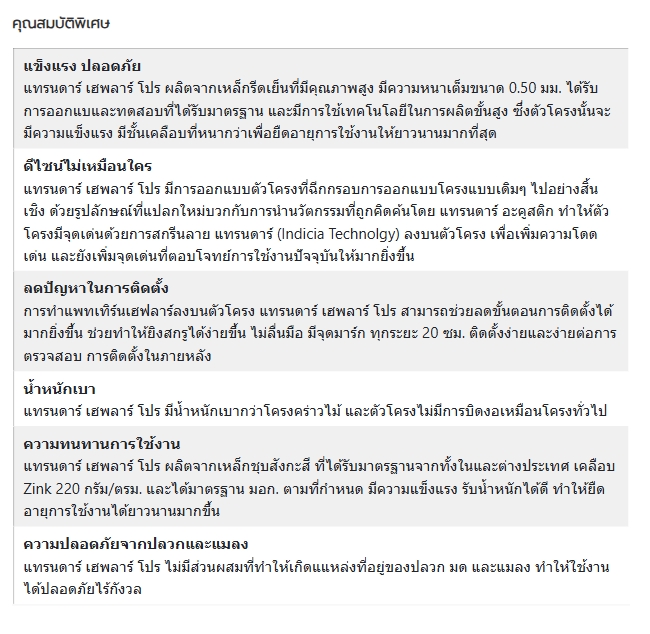 คุณสมบัติพิเศษ
แข็งแรง ปลอดภัย
แทรนดาร์ เฮพลาร์ โปร ผลิตจากเหล็กรีดเย็นที่มีคุณภาพสูง มีความหนาเต็มขนาด 0.50 มม. ได้รับ
การออกแบและทดสอบที่ได้รับมาตรฐาน และมีการใช้เทคโนโลยีในการผลิตขั้นสูง ซึ่งตัวโครงนั้นจะ
มีความแข็งแรง มีชั้นเคลือบที่หนากว่าเพื่อยืดอายุการใช้งานให้ยาวนานมากที่สุด
ดีไซน์ไม่เหมือนใคร
แทรนดาร์ เฮพลาร์ โปร มีการออกแบบตัวโครงที่ฉีกกรอบการออกแบบโครงแบบเดิมๆ ไปอย่างสิ้น
เชิง ด้วยรูปลักษณ์ที่แปลกใหม่บวกกับการนำนวัตกรรมที่ถูกคิดค้นโดย แทรนดาร์ อะคูสติก ทำให้ตัว
โครงมีจุดเด่นด้วยการสกรีนลาย แทรนดาร์ (Indicia Technolgy) ลงบนตัวโครง เพื่อเพิ่มความโดด
เด่น และยังเพิ่มจุดเด่นที่ตอบโจทย์การใช้งานปัจจุบันให้มากยิ่งขึ้น
ลดปัญหาในการติดตั้ง
การทำแพทเทิร์นเฮฟลาร์ลงบนตัวโครง แทรนดาร์ เฮพลาร์ โปร สามารถช่วยลดขั้นตอนการติดตั้งได้
มากยิ่งขึ้น ช่วยทำให้ยิงสกรูได้ง่ายขึ้น ไม่ลื่นมือ มีจุดมาร์ก ทุกระยะ 20 ซม. ติดตั้งง่ายและง่ายต่อการ
ตรวจสอบ การติดตั้งในภายหลัง
น้ำหนักเบา
แทรนดาร์ เฮพลาร์ โปร มีน้ำหนักเบากว่าโครงคร่าวไม้ และตัวโครงไม่มีการบิดงอเหมือนโครงทั่วไป
ความทนทานการใช้งาน
แทรนดาร์ เฮพลาร์ โปร ผลิตจากเหล็กชุบสังกะสี ที่ได้รับมาตรฐานจากทั้งในและต่างประเทศ เคลือบ
Zink 220 กรัม/ตรม. และได้มาตรฐาน มอก. ตามที่กำหนด มีความแข็งแรง รับน้ำหนักได้ดี ทำให้ยืด
อายุการใช้งานได้ยาวนานมากขึ้น
ความปลอดภัยจากปลวกและแมลง
แทรนดาร์ เฮพลาร์ โปร ไม่มีส่วนผสมที่ทำให้เกิดแแหล่งที่อยู่ของปลวก มด และแมลง ทำให้ใช้งาน
ได้ปลอดภัยไร้กังวล